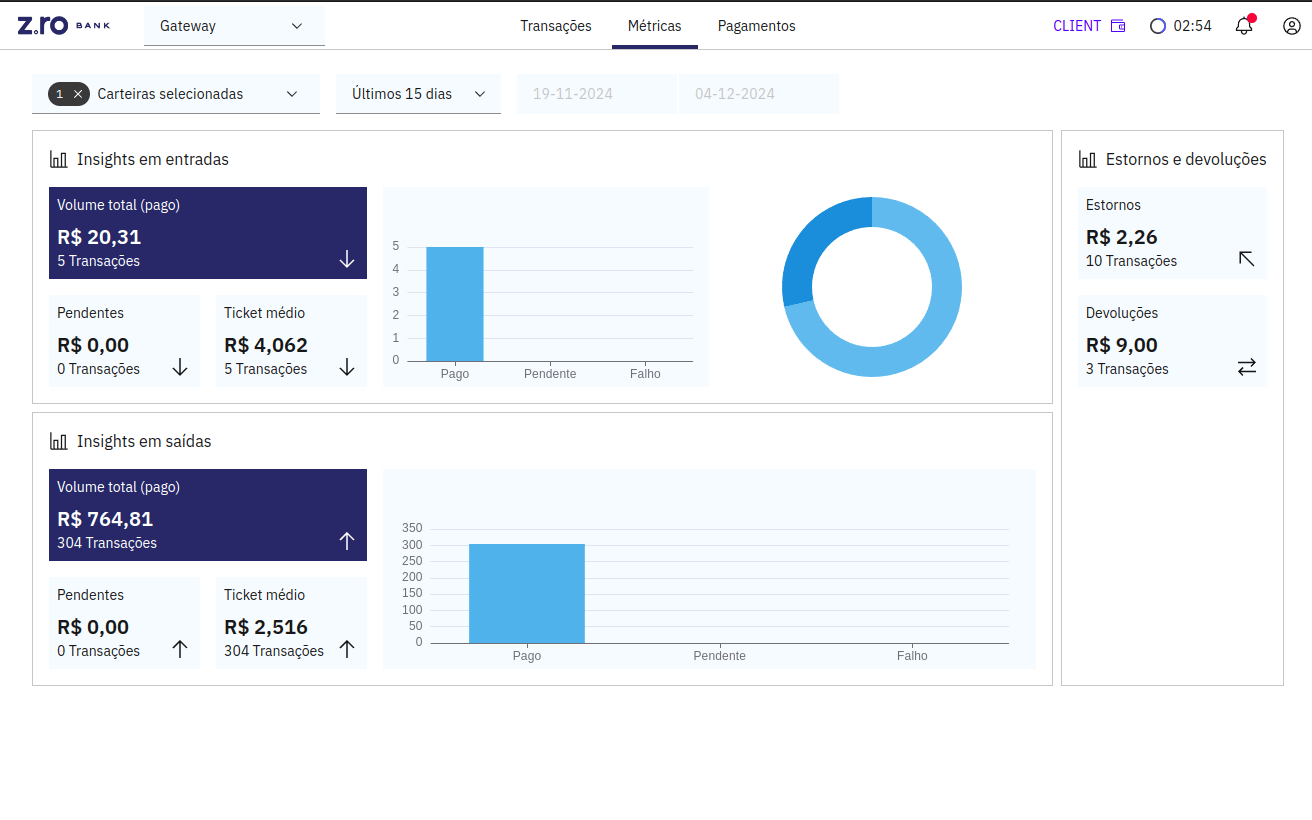 z.ro BANK
Gateway
Transações
Métricas
Pagamentos
CLIENT
02:54
1
Carteiras selecionadas
Últimos 15 dias
19-11-2024
04-12-2024
Insights em entradas
Volume total (pago)
R$ 20,31
5 Transações
Pendentes
R$ 0,00
0 Transações
Ticket médio
R$ 4,062
5 Transações
5
4
3
2
1
0
Pago
Pendente
Falho
Estornos e devoluções
Estornos
R$ 2,26
10 Transações
Devoluções
R$ 9,00
3 Transações
Insights em saídas
Volume total (pago)
R$ 764,81
304 Transações
Pendentes
R$ 0,00
0 Transações
Ticket médio
R$ 2,516
304 Transações
350
300
250
200
150
100
50
0
Pago
Pendente
Falho